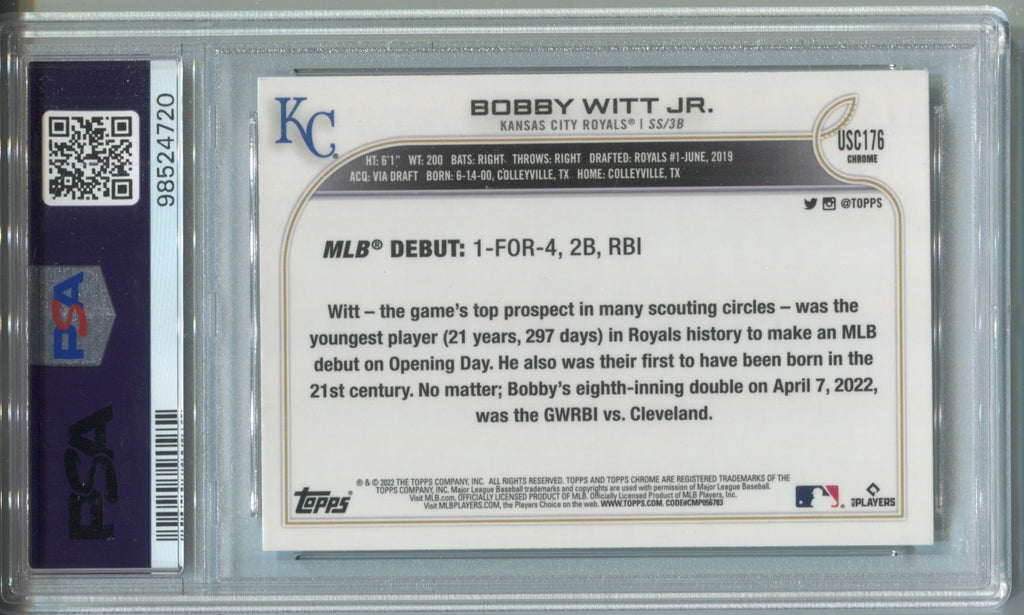 98524720
PSA
PSA
KC
BOBBY WITT JR.
KANSAS CITY ROYALS® | SS/3B
USC176
CHROME
HT: 6'1" WT: 200 BATS: RIGHT THROWS: RIGHT DRAFTED: ROYALS #1-JUNE, 2019
ACQ: VIA DRAFT BORN: 6-14-00, COLLEYVILLE, TX HOME: COLLEYVILLE, TX
@TOPPS
MLB® DEBUT: 1-FOR-4, 2B, RBI
Witt – the game's top prospect in many scouting circles – was the
youngest player (21 years, 297 days) in Royals history to make an MLB
debut on Opening Day. He also was their first to have been born in the
21st century. No matter; Bobby's eighth-inning double on April 7, 2022,
was the GWRBI vs. Cleveland.
topps®
® & © 2022 THE TOPPS COMPANY, INC. ALL RIGHTS RESERVED. TOPPS AND TOPPS CHROME ARE REGISTERED TRADEMARKS OF THE
TOPPS COMPANY, INC. Major League Baseball trademarks and copyrights are used with permission of Major League Baseball.
Visit MLB.com. OFFICIALLY LICENSED PRODUCT OF MLB. Officially Licensed Product of MLB Players, Inc.
Visit MLBPLAYERS.COM, the Players Choice on the web. WWW.TOPPS.COM. CODE#CMP056783
MLB PLAYERS